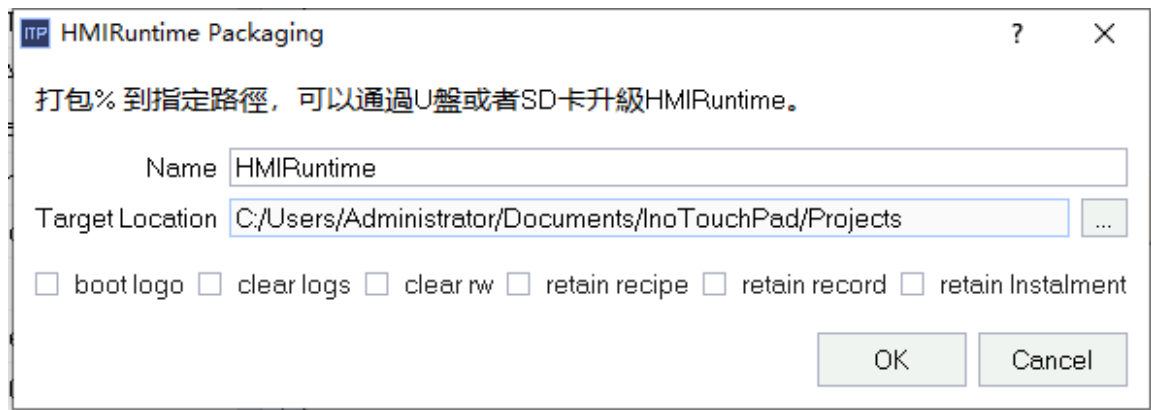 ITP HMIRuntime Packaging ?
打包% 到指定路徑，可以通過U盤或者SD卡升級HMIRuntime。
Name HMIRuntime
Target Location C:/Users/Administrator/Documents/InoTouchPad/Projects ...
boot logo clear logs clear rw retain recipe retain record retain Instalment
OK Cancel